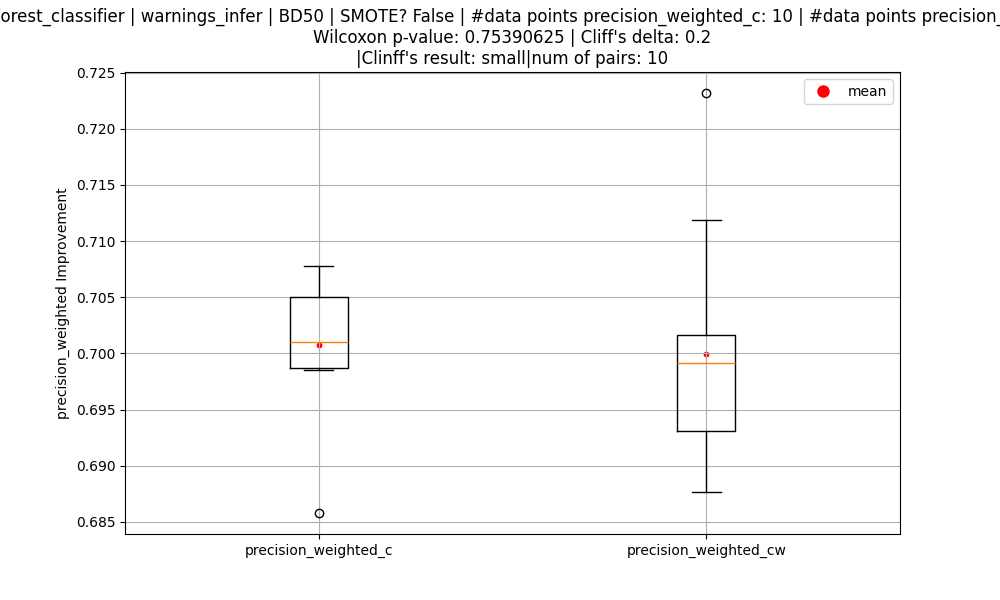 orest_classifier | warnings_infer | BD50 | SMOTE? False | #data points precision_weighted_c: 10 | #data points precision_
Wilcoxon p-value: 0.75390625 | Cliff's delta: 0.2
|Clinff's result: small|num of pairs: 10
mean
precision_weighted Improvement
0.725
0.720
0.715
0.710
0.705
0.700
0.695
0.690
0.685
precision_weighted_c
precision_weighted_cw